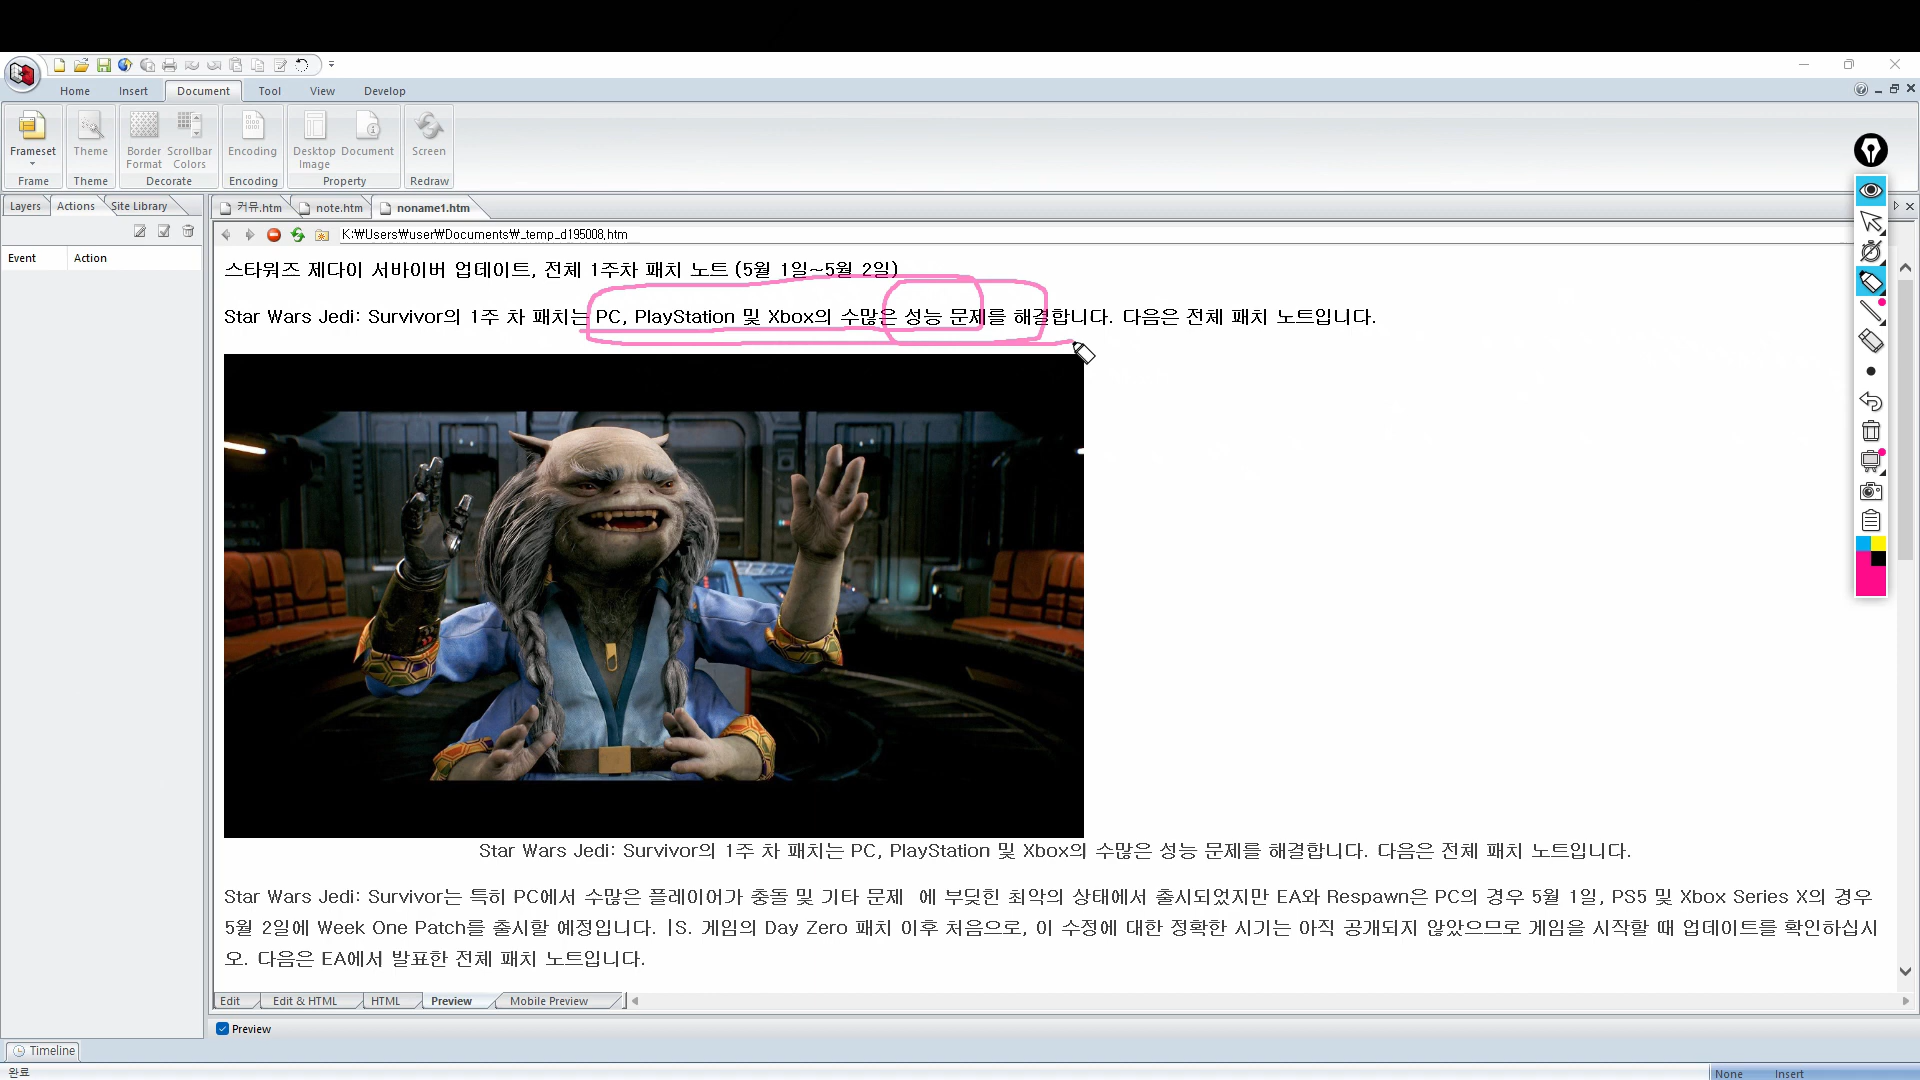 Home Insert Document Tool View Develop
Frameset Theme Border Format Scrollbar Colors Encoding Desktop Image Document Screen
Frame Theme Decorate Encoding Property Redraw
Layers Actions Site Library
커뮤.htm note.htm noname1.htm
K:₩Users₩user₩Documents₩_temp_d195008.htm
Event Action
스타워즈 제다이 서바이버 업데이트, 전체 1주차 패치 노트 (5월 1일~5월 2일)
Star Wars Jedi: Survivor의 1주 차 패치는 PC, PlayStation 및 Xbox의 수많은 성능 문제를 해결합니다. 다음은 전체 패치 노트입니다.
Star Wars Jedi: Survivor의 1주 차 패치는 PC, PlayStation 및 Xbox의 수많은 성능 문제를 해결합니다. 다음은 전체 패치 노트입니다.
Star Wars Jedi: Survivor는 특히 PC에서 수많은 플레이어가 충돌 및 기타 문제 에 부딪힌 최악의 상태에서 출시되었지만 EA와 Respawn은 PC의 경우 5월 1일, PS5 및 Xbox Series X의 경우
5월 2일에 Week One Patch를 출시할 예정입니다. |S. 게임의 Day Zero 패치 이후 처음으로, 이 수정에 대한 정확한 시기는 아직 공개되지 않았으므로 게임을 시작할 때 업데이트를 확인하십시
오. 다음은 EA에서 발표한 전체 패치 노트입니다.
Edit Edit & HTML HTML Preview Mobile Preview
Preview
Timeline
완료 None Insert